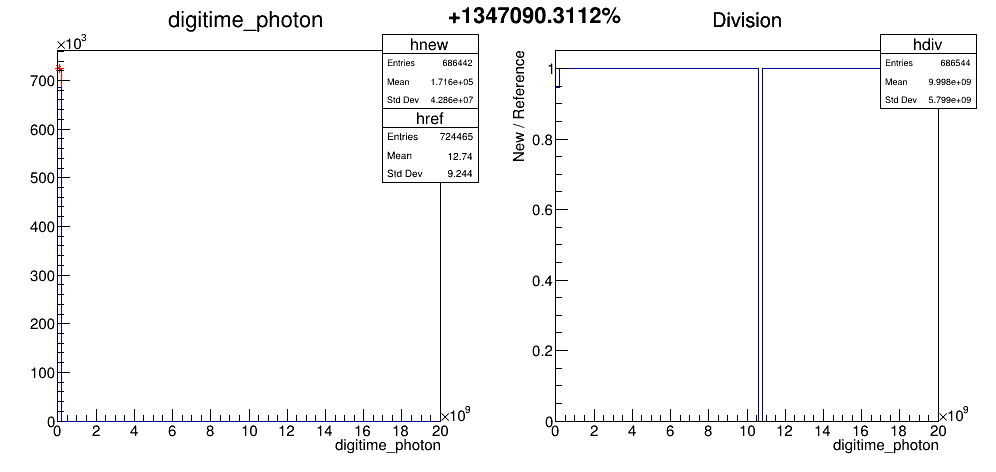 +1347090.3112%
digitime_photon
×10³
hnew
Entries 686442
Mean 1.716e+05
Std Dev 4.286e+07
href
Entries 724465
Mean 12.74
Std Dev 9.244
700
600
500
400
300
200
100
0
0 2 4 6 8 10 12 14 16 18 20
×10⁹
digitime_photon
Division
hdiv
Entries 686544
Mean 9.998e+09
Std Dev 5.799e+09
New / Reference
1
0.8
0.6
0.4
0.2
0
0 2 4 6 8 10 12 14 16 18 20
×10⁹
digitime_photon